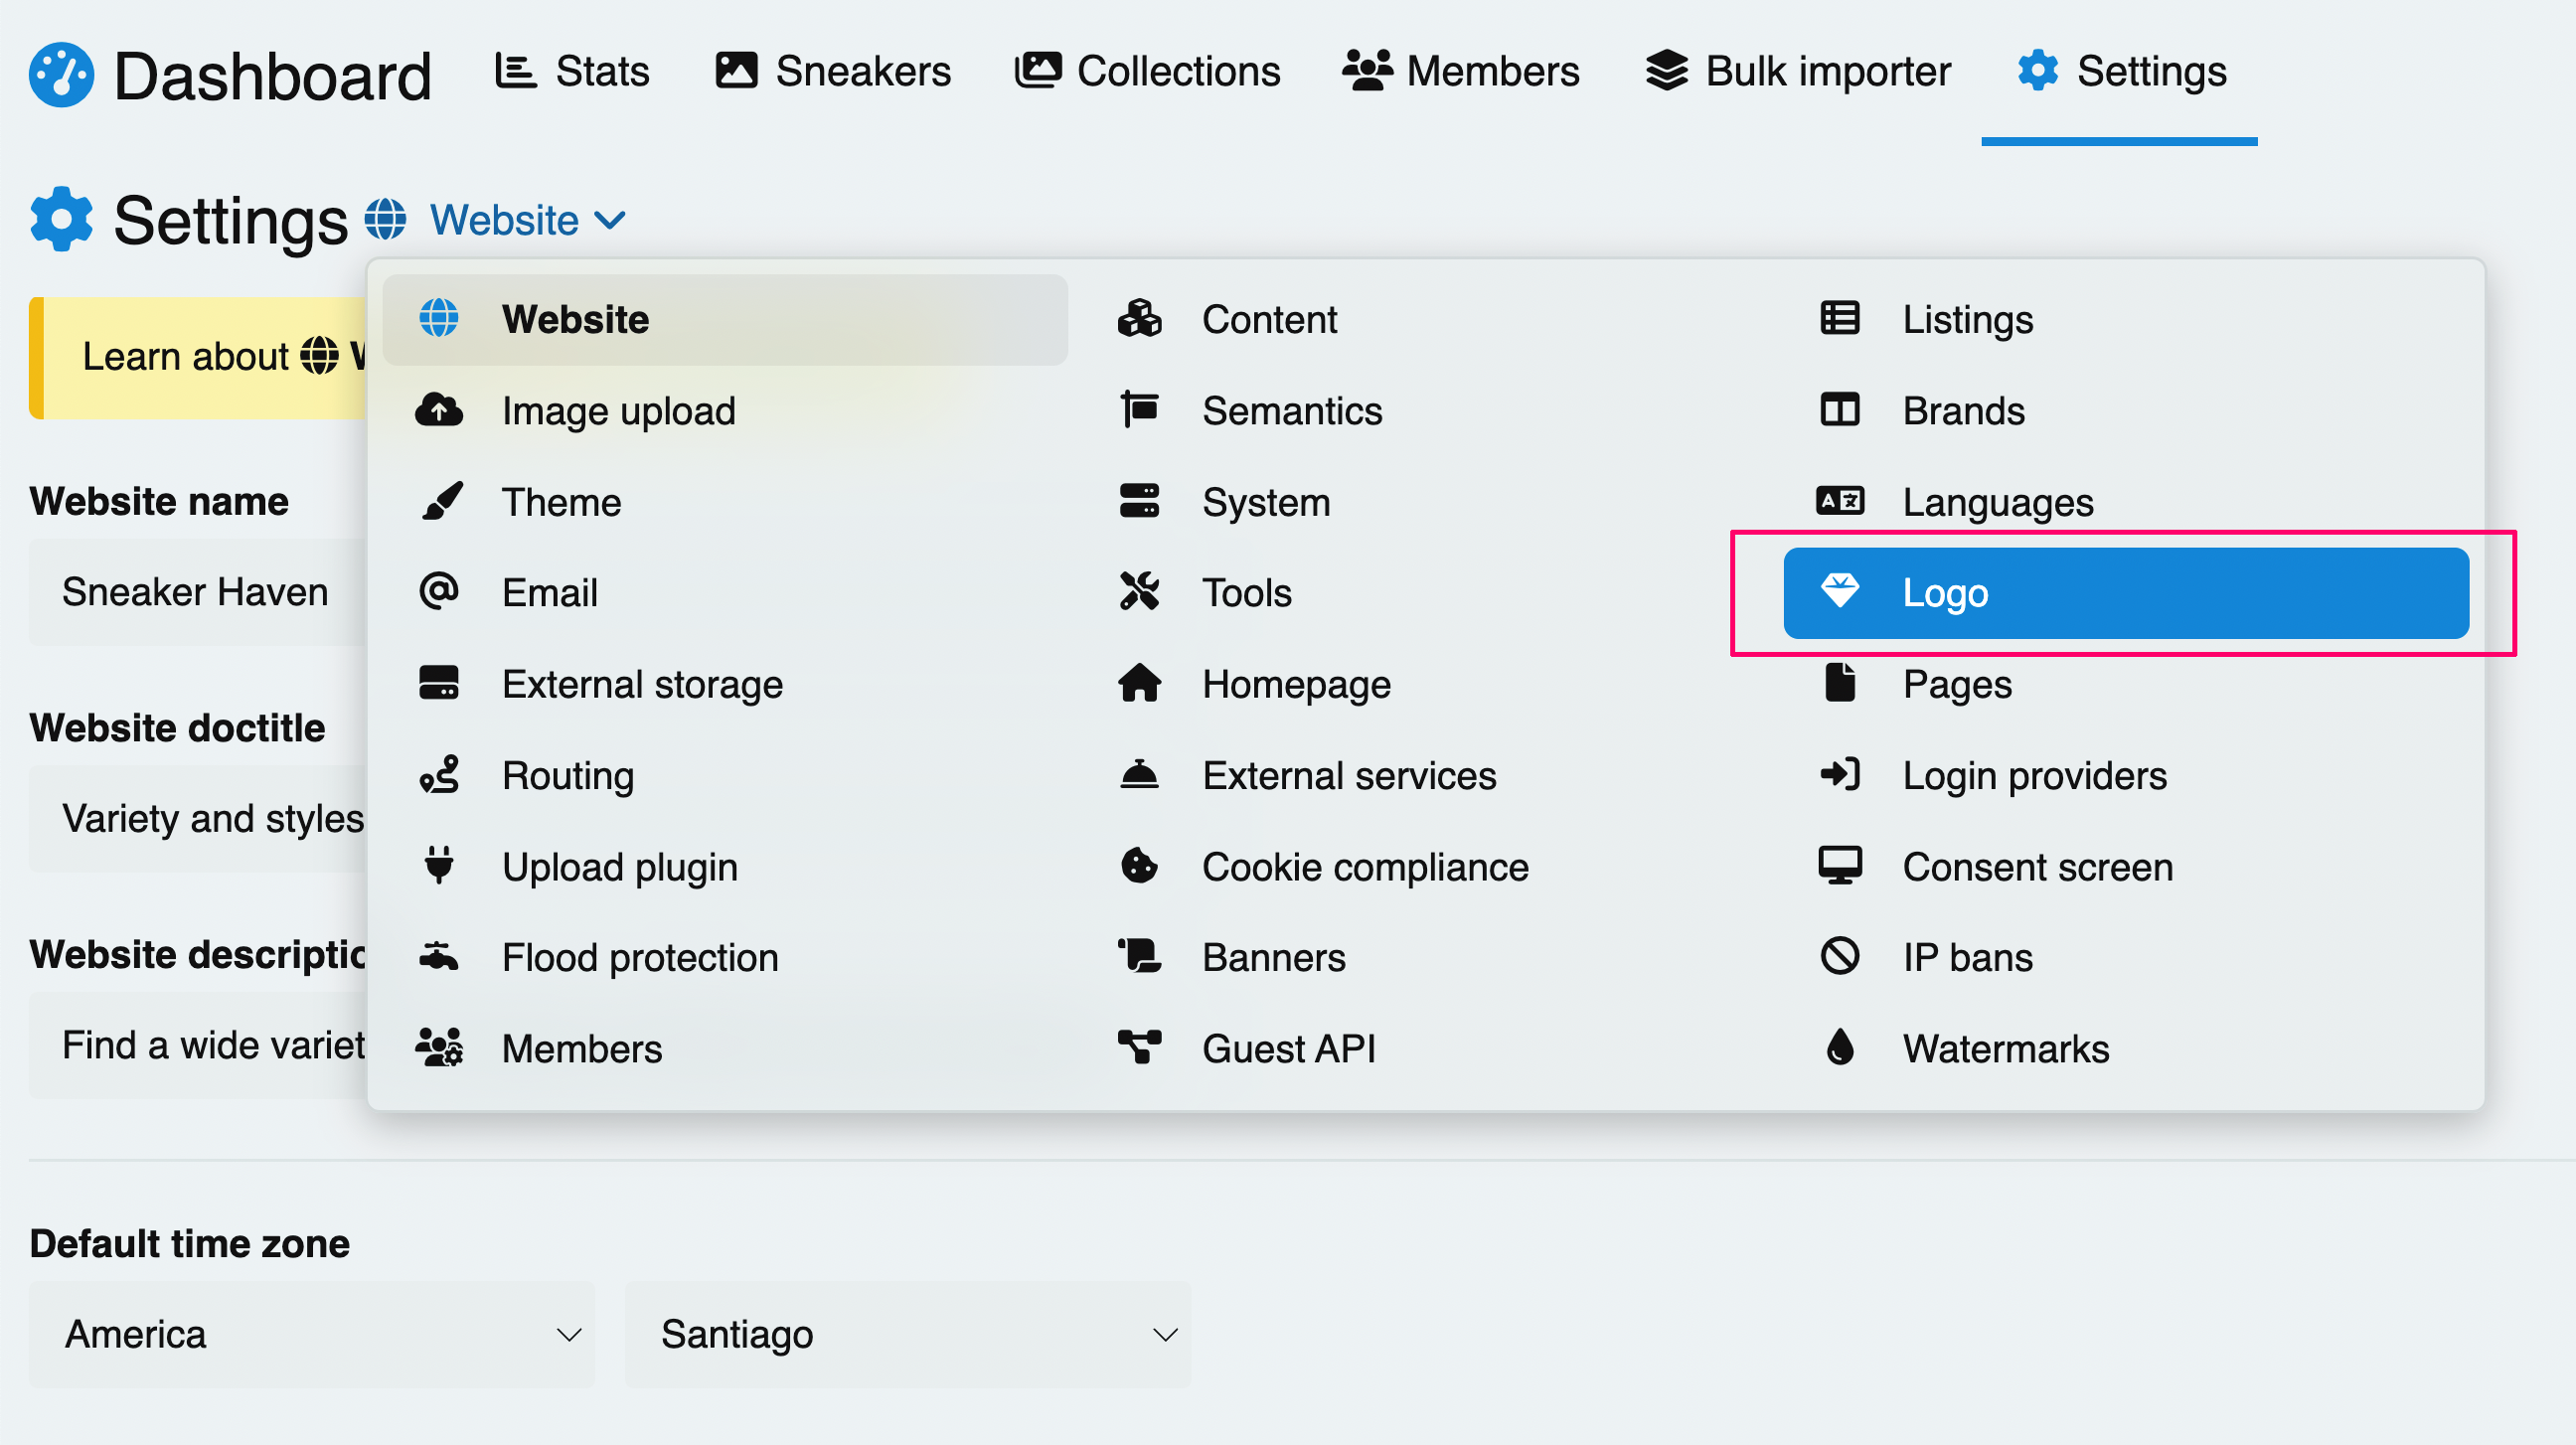 Dashboard Stats Sneakers Collections Members Bulk importer Settings
Settings Website
Learn about
Website Content Listings
Image upload Semantics Brands
Theme System Languages
Email Tools Logo
External storage Homepage Pages
Routing External services Login providers
Upload plugin Cookie compliance Consent screen
Flood protection Banners IP bans
Members Guest API Watermarks
Website name
Sneaker Haven
Website doctitle
Variety and styles
Website descriptio
Find a wide variet
Default time zone
America Santiago